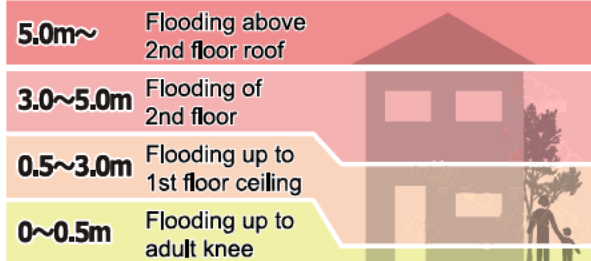 5.0m～ Flooding above
2nd floor roof
3.0～5.0m Flooding of
2nd floor
0.5～3.0m Flooding up to
1st floor ceiling
0～0.5m Flooding up to
adult knee